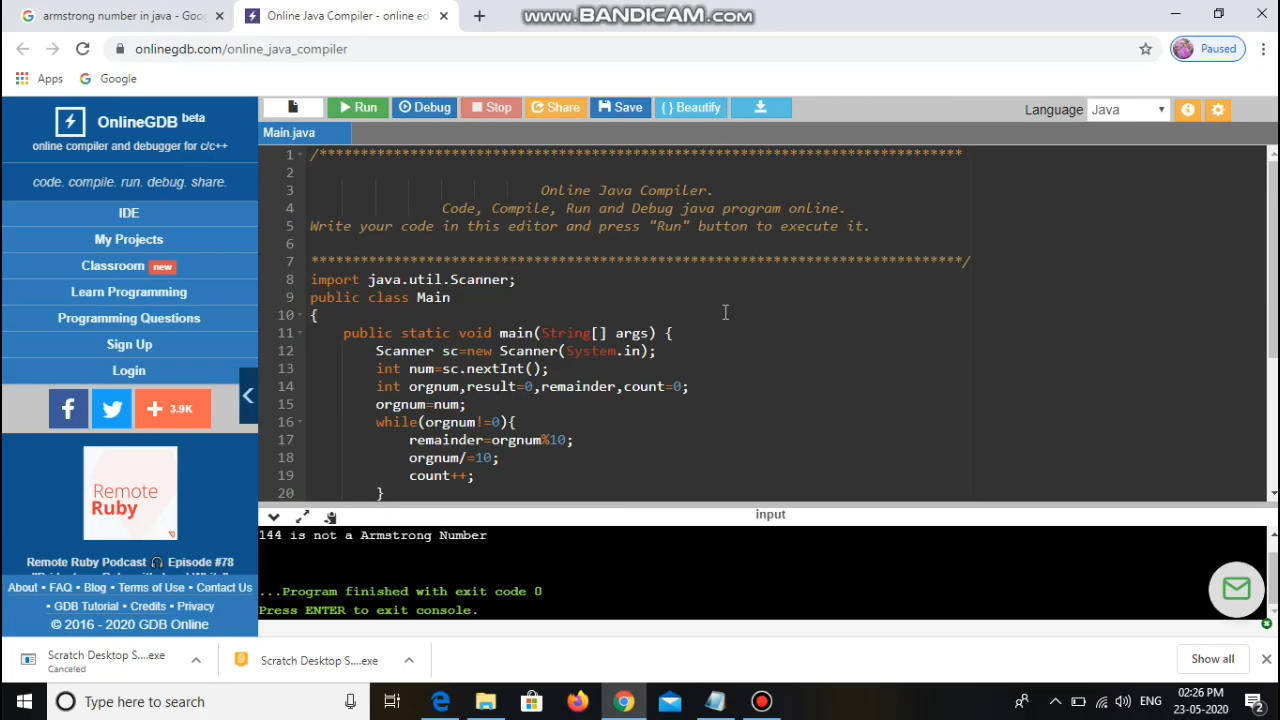 armstrong number in java - Goo
Online Java Compiler - online ed
www.BANDICAM.com
onlinegdb.com/online_java_compiler
Paused
Apps
Google
OnlineGDB beta
online compiler and debugger for c/c++
code. compile. run. debug. share.
IDE
My Projects
Classroom new
Learn Programming
Programming Questions
Sign Up
Login
3.9K
Remote
Ruby
Remote Ruby Podcast 🎧 Episode #78
About • FAQ • Blog • Terms of Use • Contact Us
• GDB Tutorial • Credits • Privacy
© 2016 - 2020 GDB Online
Run Debug Stop Share Save { } Beautify
Language Java
Main.java
1 /******************************************************************************
2
3 Online Java Compiler.
4 Code, Compile, Run and Debug java program online.
5 Write your code in this editor and press "Run" button to execute it.
6
7 *******************************************************************************/
8 import java.util.Scanner;
9 public class Main
10 {
11 public static void main(String[] args) {
12 Scanner sc=new Scanner(System.in);
13 int num=sc.nextInt();
14 int orgnum,result=0,remainder,count=0;
15 orgnum=num;
16 while(orgnum!=0){
17 remainder=orgnum%10;
18 orgnum/=10;
19 count++;
20 }
input
144 is not a Armstrong Number
...Program finished with exit code 0
Press ENTER to exit console.
Scratch Desktop S....exe
Canceled
Scratch Desktop S....exe
Show all
Type here to search
ENG
02:26 PM
23-05-2020
2